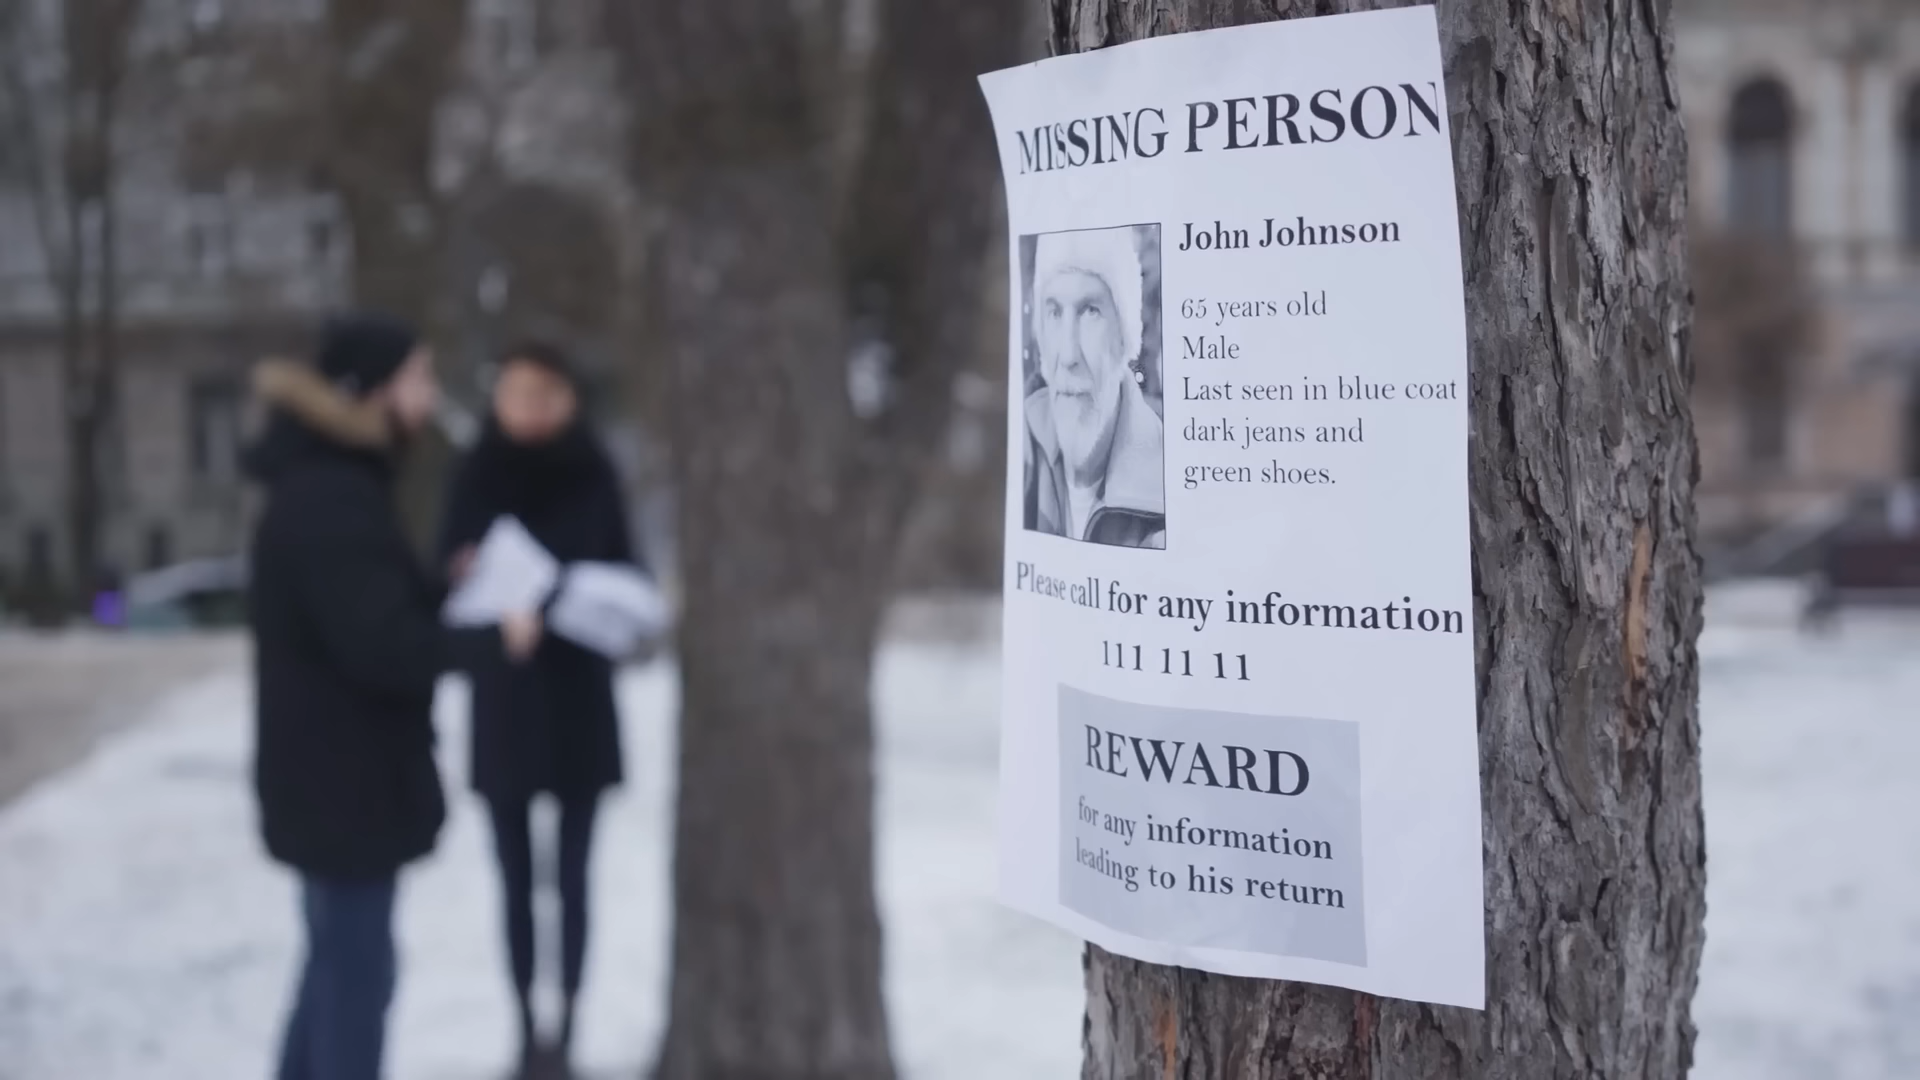 MISSING PERSON
John Johnson
65 years old
Male
Last seen in blue coat
dark jeans and
green shoes.
Please call for any information
111 11 11
REWARD
for any information
leading to his return